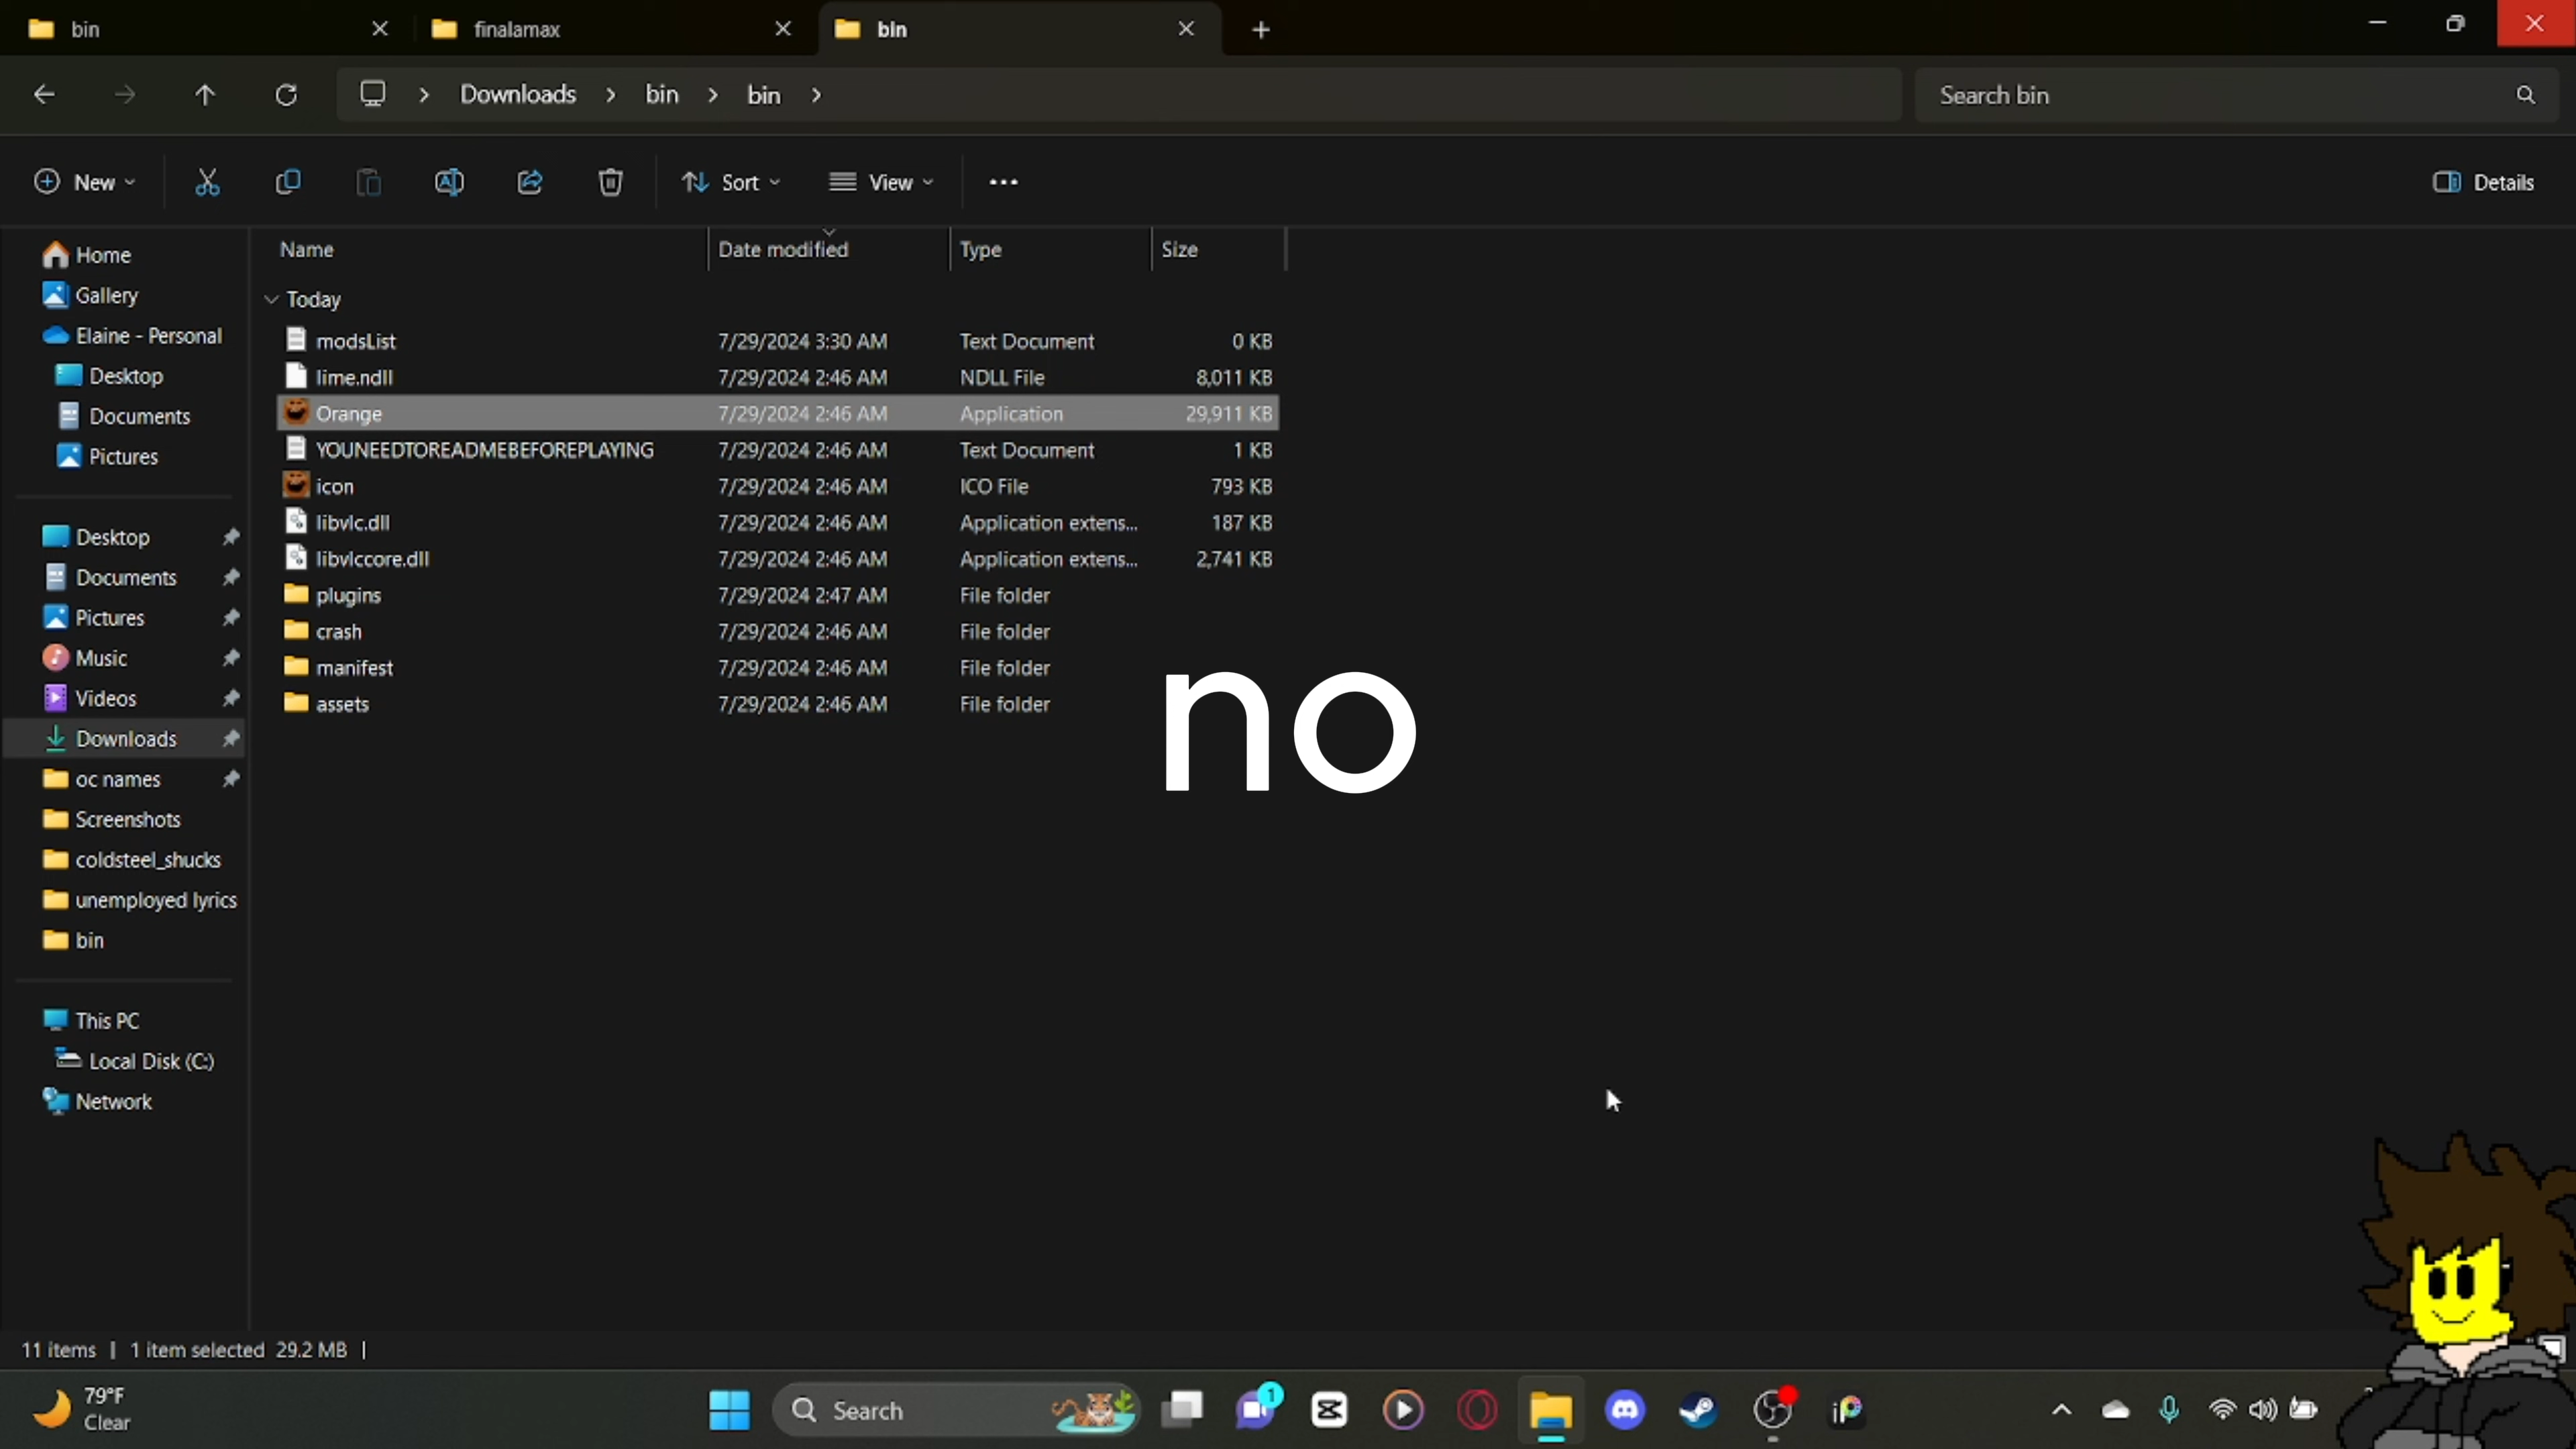 bin
finalamax
bin
Downloads > bin > bin >
Search bin
New
Sort
View
Details
Name
Date modified
Type
Size
Home
Gallery
Elaine - Personal
Desktop
Documents
Pictures
Desktop
Documents
Pictures
Music
Videos
Downloads
oc names
Screenshots
coldsteel_shucks
unemployed lyrics
bin
This PC
Local Disk (C:)
Network
Today
modsList 7/29/2024 3:30 AM Text Document 0 KB
lime.ndll 7/29/2024 2:46 AM NDLL File 8,011 KB
Orange 7/29/2024 2:46 AM Application 29,911 KB
YOUNEEDTOREADMEBEFOREPLAYING 7/29/2024 2:46 AM Text Document 1 KB
icon 7/29/2024 2:46 AM ICO File 793 KB
libvlc.dll 7/29/2024 2:46 AM Application extens... 187 KB
libvlccore.dll 7/29/2024 2:46 AM Application extens... 2,741 KB
plugins 7/29/2024 2:47 AM File folder
crash 7/29/2024 2:46 AM File folder
manifest 7/29/2024 2:46 AM File folder
assets 7/29/2024 2:46 AM File folder
no
11 items | 1 item selected 29.2 MB |
79°F
Clear
Search
1
iP